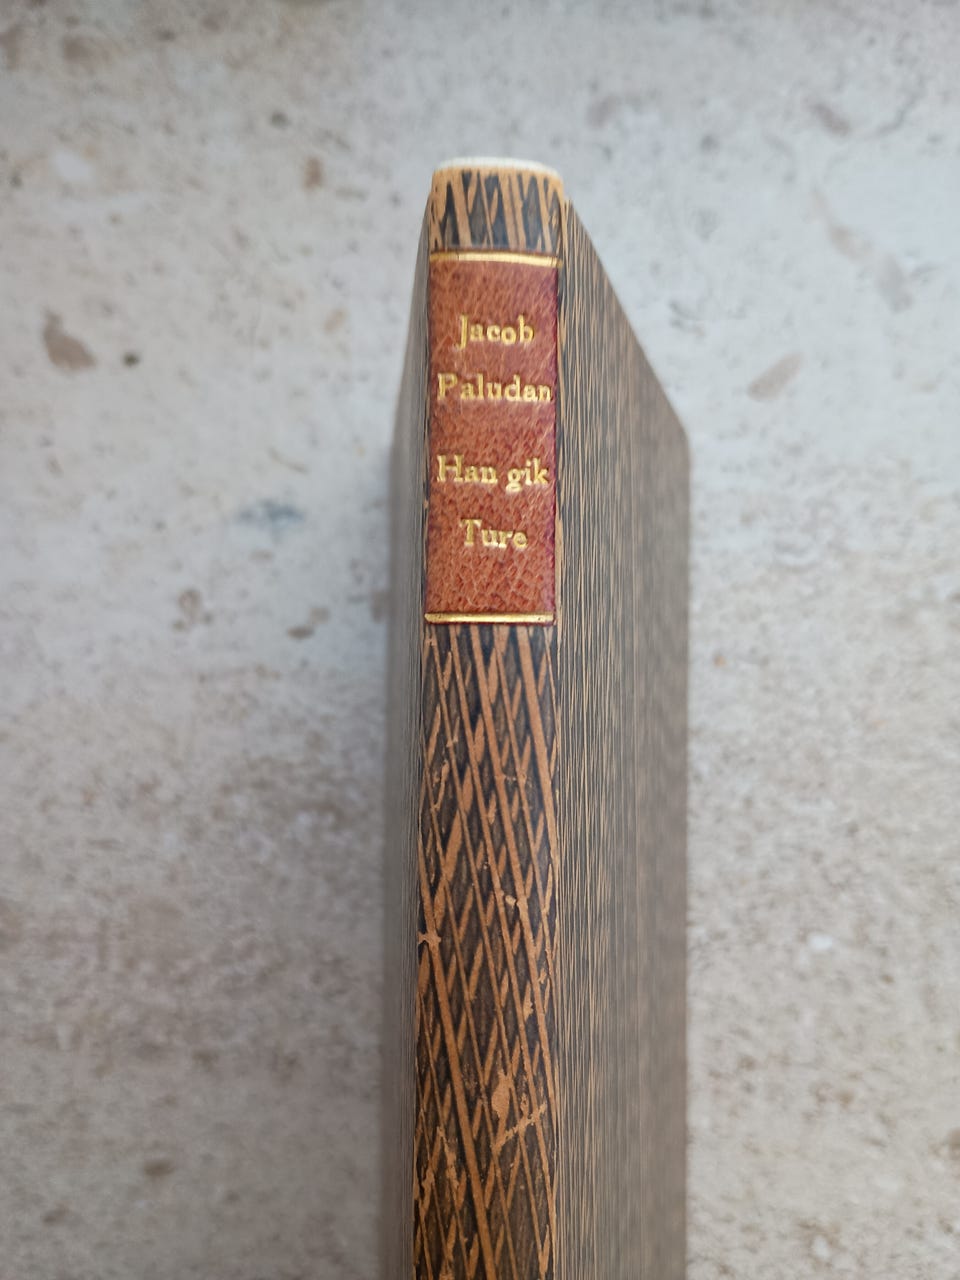 Jacob
Paludan
Han gik
Ture